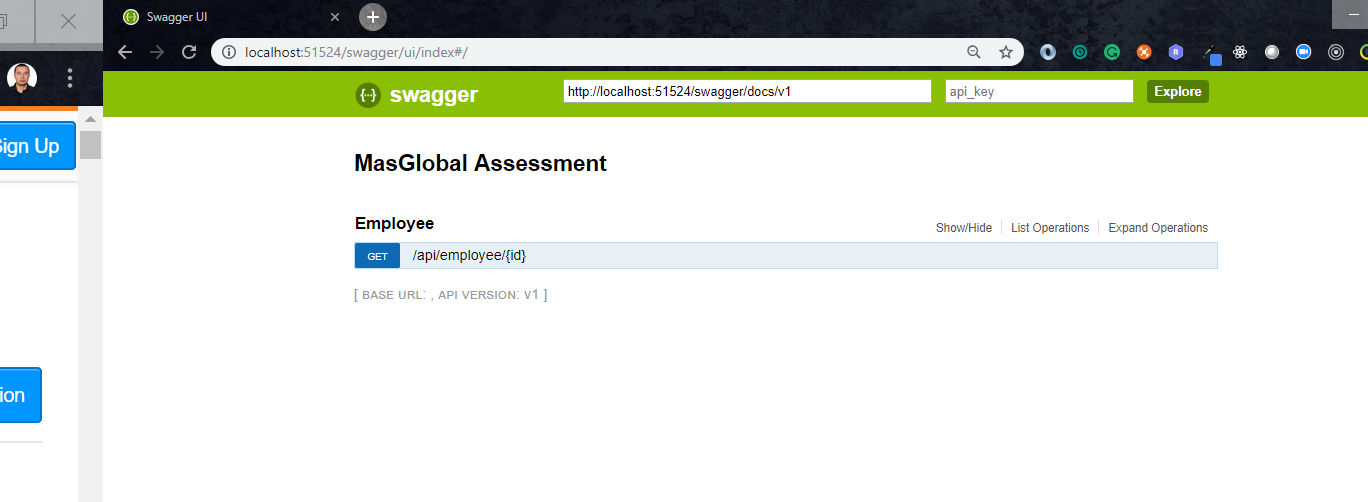 Swagger UI
localhost:51524/swagger/ui/index#/
swagger
http://localhost:51524/swagger/docs/v1
api_key
Explore
Sign Up
MasGlobal Assessment
Employee
Show/Hide
List Operations
Expand Operations
GET /api/employee/{id}
[ BASE URL: , API VERSION: V1 ]
ion